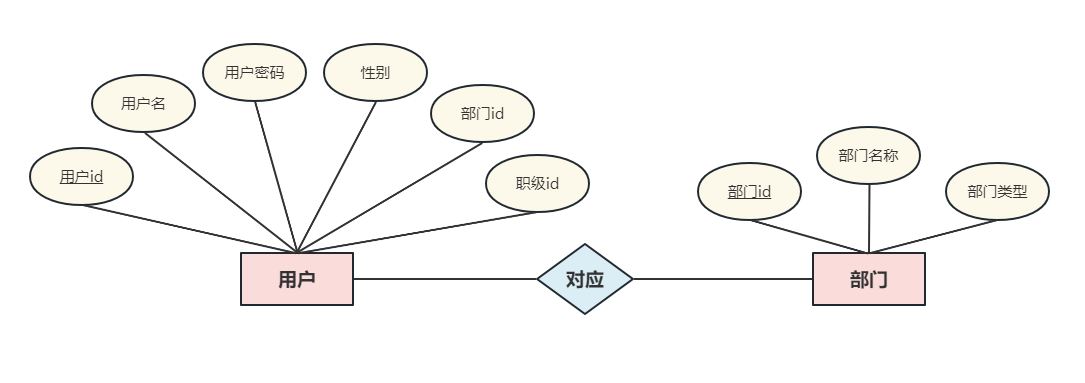 用户密码
性别
用户名
部门id
部门名称
用户id
职级id
部门id
部门类型
用户
对应
部门